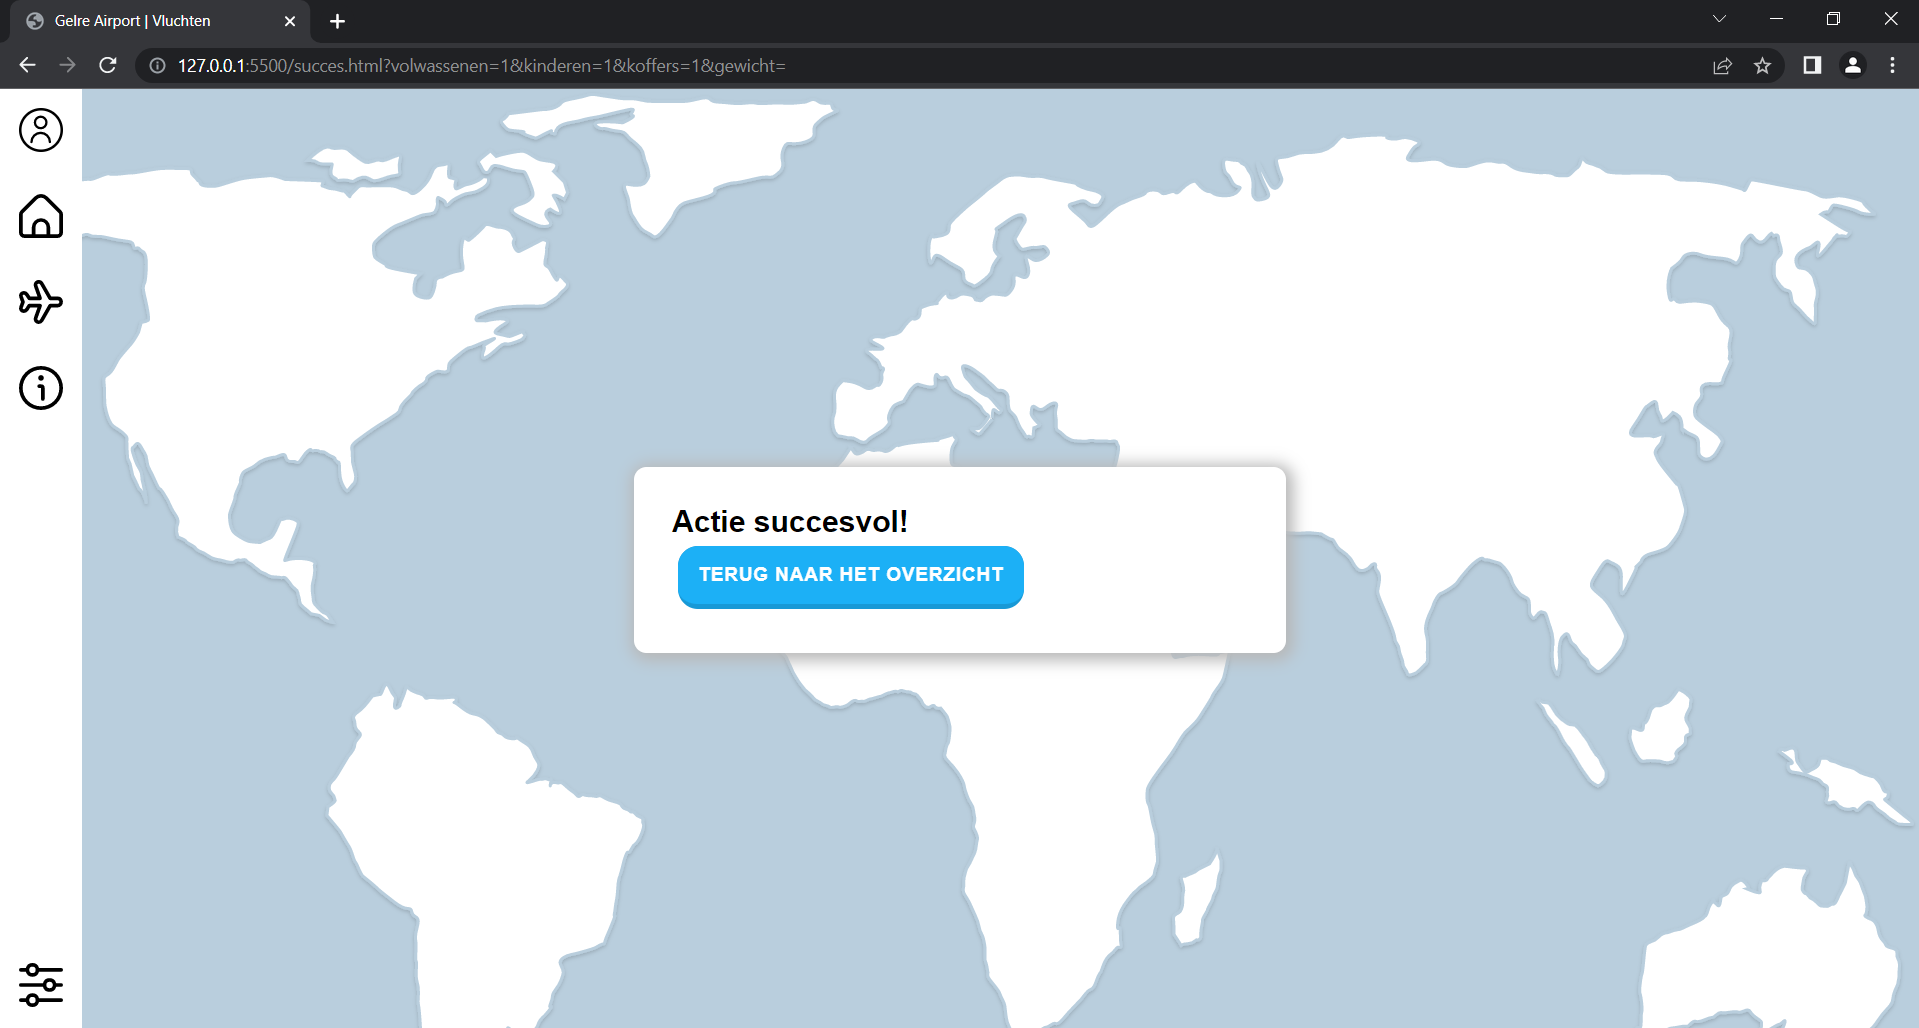 Gelre Airport | Vluchten
127.0.0.1:5500/succes.html?volwassenen=1&kinderen=1&koffers=1&gewicht=
Actie succesvol!
TERUG NAAR HET OVERZICHT